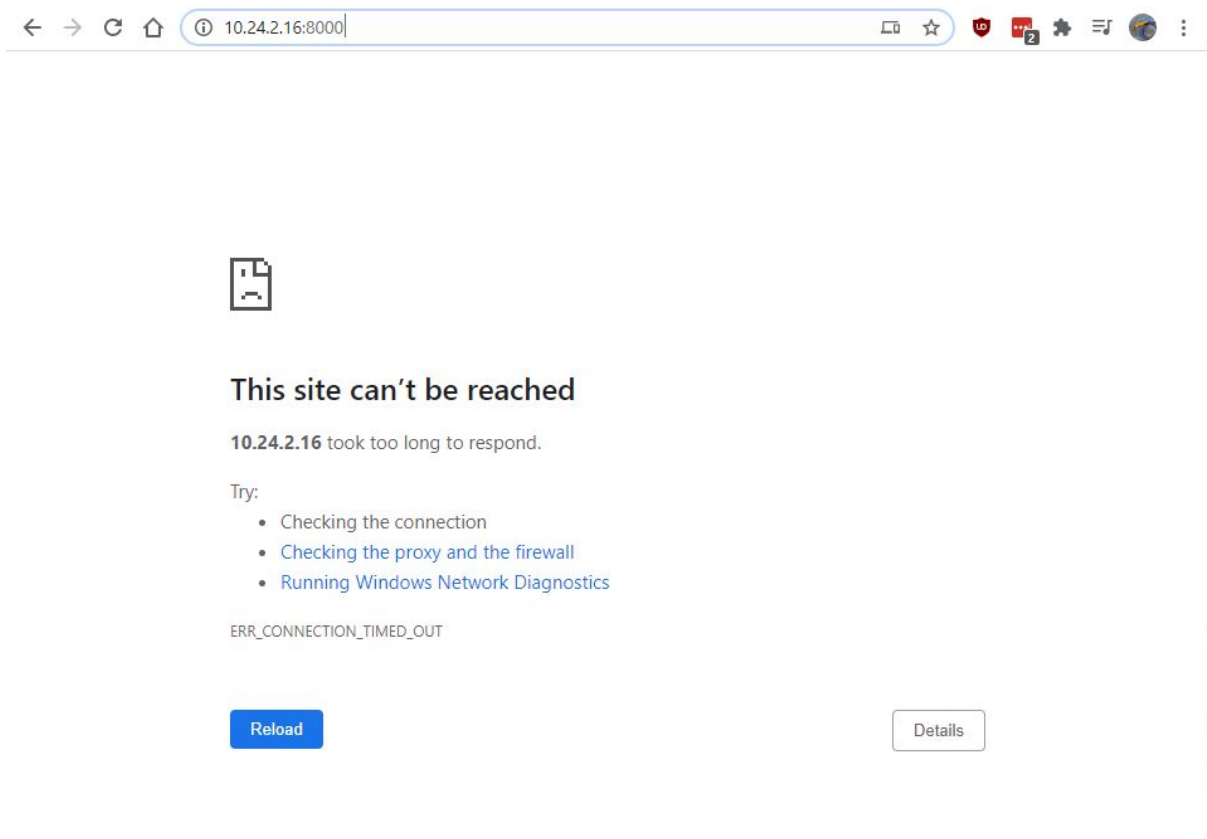 10.24.2.16:8000
2
This site can’t be reached
10.24.2.16 took too long to respond.
Try:
Checking the connection
Checking the proxy and the firewall
Running Windows Network Diagnostics
ERR_CONNECTION_TIMED_OUT
Reload
Details